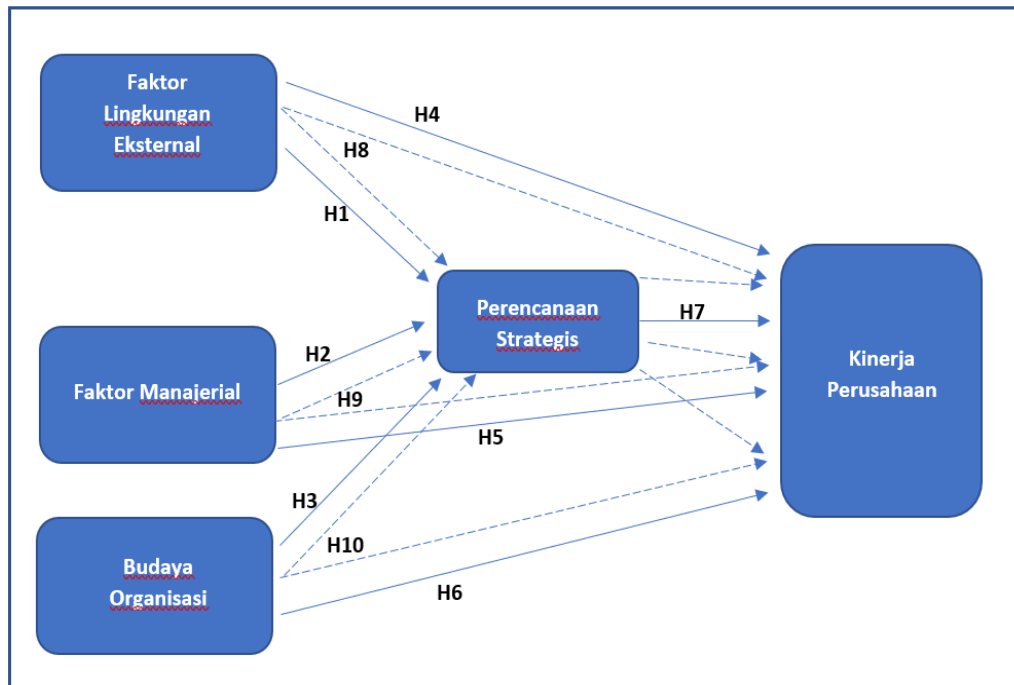 Faktor
Lingkungan
Eksternal
H4
H8
H1
Perencanaan
Strategis
H7
H2
Faktor Manajerial
H9
Kinerja
Perusahaan
H5
H3
H10
Budaya
Organisasi
H6